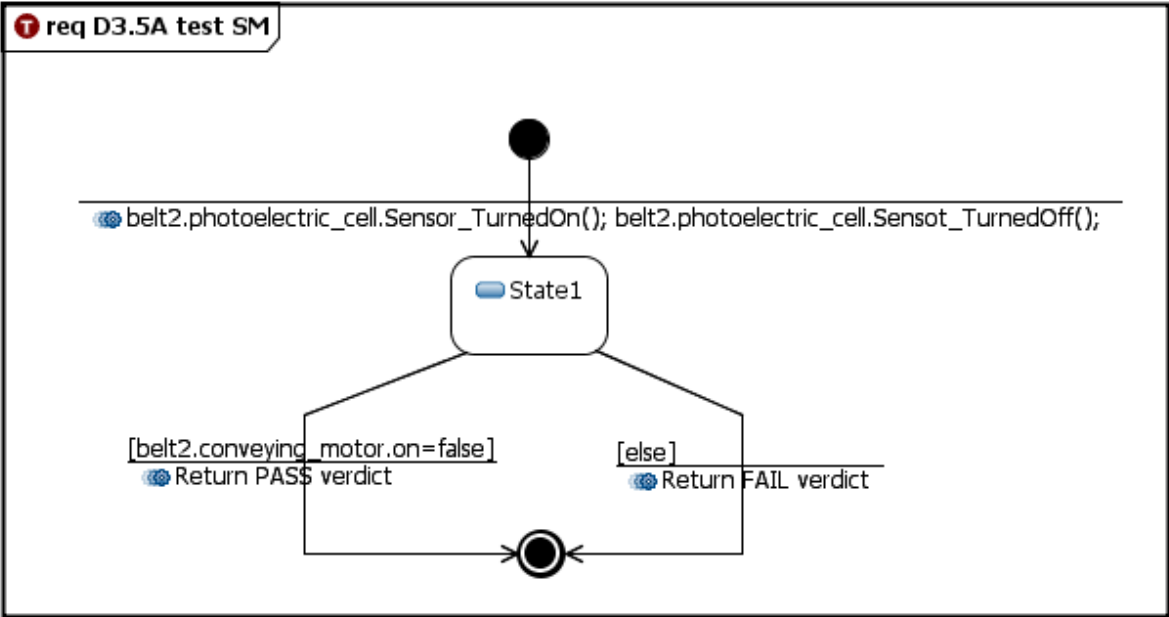 T req D3.5A test SM
belt2.photoelectric_cell.Sensor_TurnedOn(); belt2.photoelectric_cell.Sensot_TurnedOff();
State1
[belt2.conveying_motor.on=false]
Return PASS verdict
[else]
Return FAIL verdict